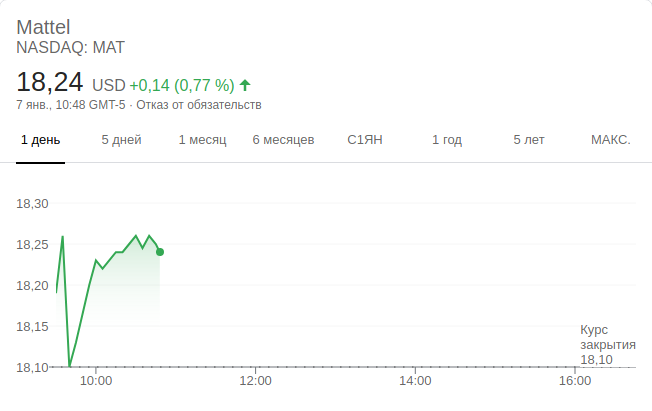 Mattel
NASDAQ: MAT
18,24 USD +0,14 (0,77 %)
7 янв., 10:48 GMT-5 · Отказ от обязательств
1 день 5 дней 1 месяц 6 месяцев С1ЯН 1 год 5 лет МАКС.
18,30
18,25
18,20
18,15
Курс
закрытия
18,10
18,10
10:00 12:00 14:00 16:00